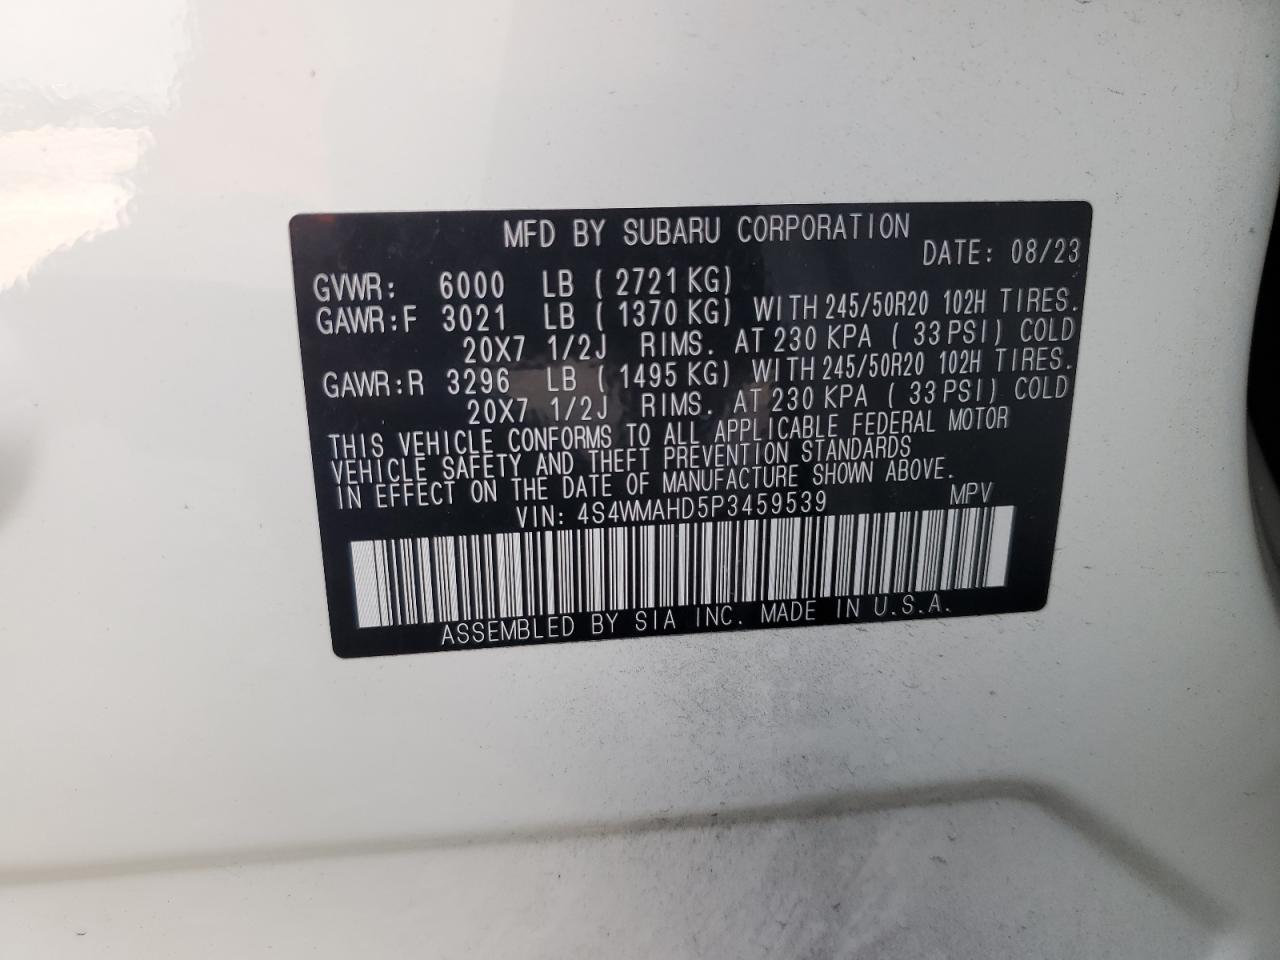 MFD BY SUBARU CORPORATION
DATE: 08/23
GVWR: 6000 LB ( 2721 KG)
GAWR:F 3021 LB ( 1370 KG) WITH 245/50R20 102H TIRES.
20X7 1/2J RIMS. AT 230 KPA ( 33 PSI) COLD
GAWR:R 3296 LB ( 1495 KG) WITH 245/50R20 102H TIRES.
20X7 1/2J RIMS. AT 230 KPA ( 33 PSI) COLD
THIS VEHICLE CONFORMS TO ALL APPLICABLE FEDERAL MOTOR
VEHICLE SAFETY AND THEFT PREVENTION STANDARDS
IN EFFECT ON THE DATE OF MANUFACTURE SHOWN ABOVE.
VIN: 4S4WMAHD5P3459539 MPV
ASSEMBLED BY SIA INC. MADE IN U.S.A.